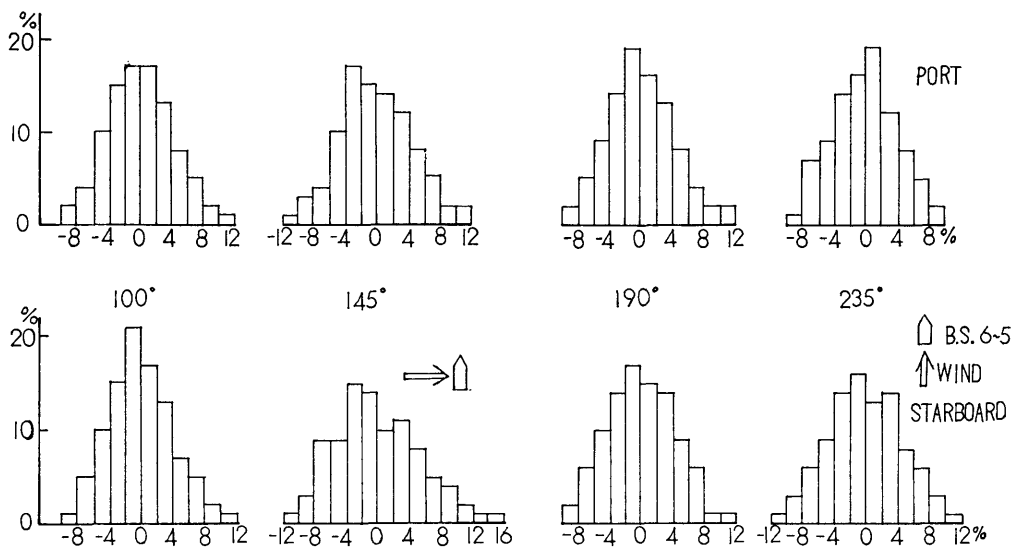 %
20
10
0
-8 -4 0 4 8 12
-12 -8 -4 0 4 8 12
-8 -4 0 4 8 12
-8 -4 0 4 8%
PORT
100° 145° 190° 235°
%
20
10
0
-8 -4 0 4 8 12
-12 -8 -4 0 4 8 12 16
-8 -4 0 4 8 12
-12 -8 -4 0 4 8 12%
B.S. 6~5
WIND
STARBOARD